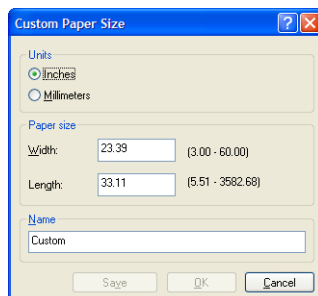 Custom Paper Size
Units
Inches
Millimeters
Paper size
Width: 23.39 (3.00 - 60.00)
Length: 33.11 (5.51 - 3582.68)
Name
Custom
Save OK Cancel